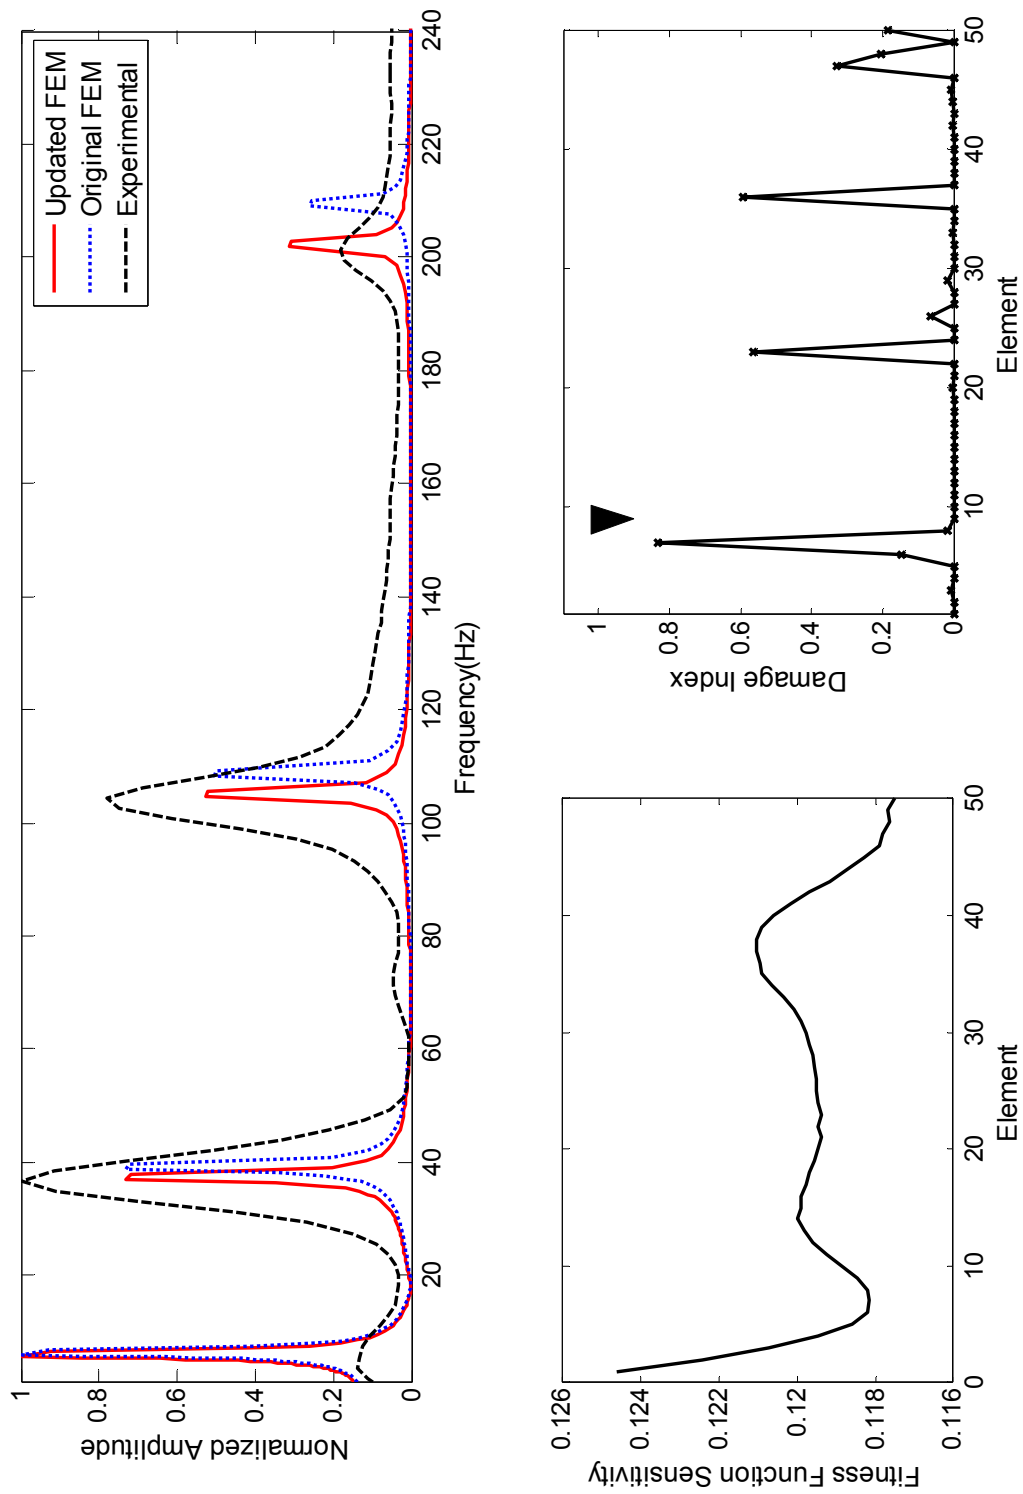 Normalized Amplitude
1
0.8
0.6
0.4
0.2
0
Updated FEM
Original FEM
Experimental
20 40 60 80 100 120 140 160 180 200 220 240
Frequency(Hz)
Fitness Function Sensitivity
0.126
0.124
0.122
0.12
0.118
0.116
0 10 20 30 40 50
Element
Damage Index
1
0.8
0.6
0.4
0.2
0
10 20 30 40 50
Element